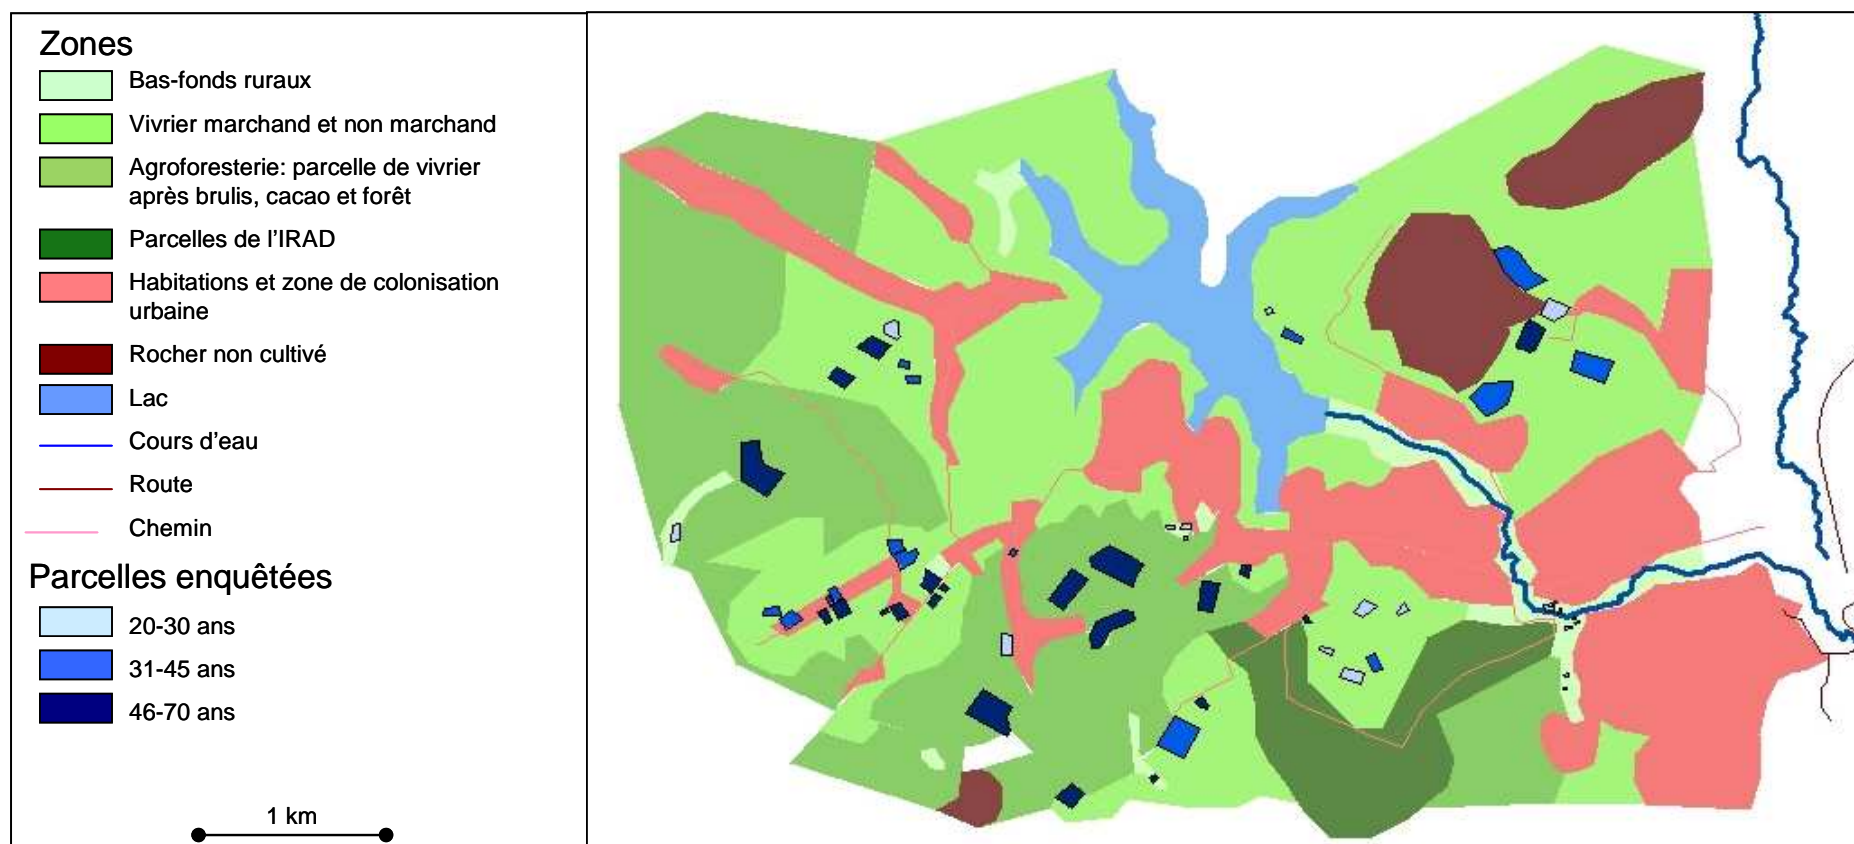 Zones
Bas-fonds ruraux
Vivrier marchand et non marchand
Agroforesterie: parcelle de vivrier
après brulis, cacao et forêt
Parcelles de l'IRAD
Habitations et zone de colonisation
urbaine
Rocher non cultivé
Lac
Cours d'eau
Route
Chemin
Parcelles enquêtées
20-30 ans
31-45 ans
46-70 ans
1 km